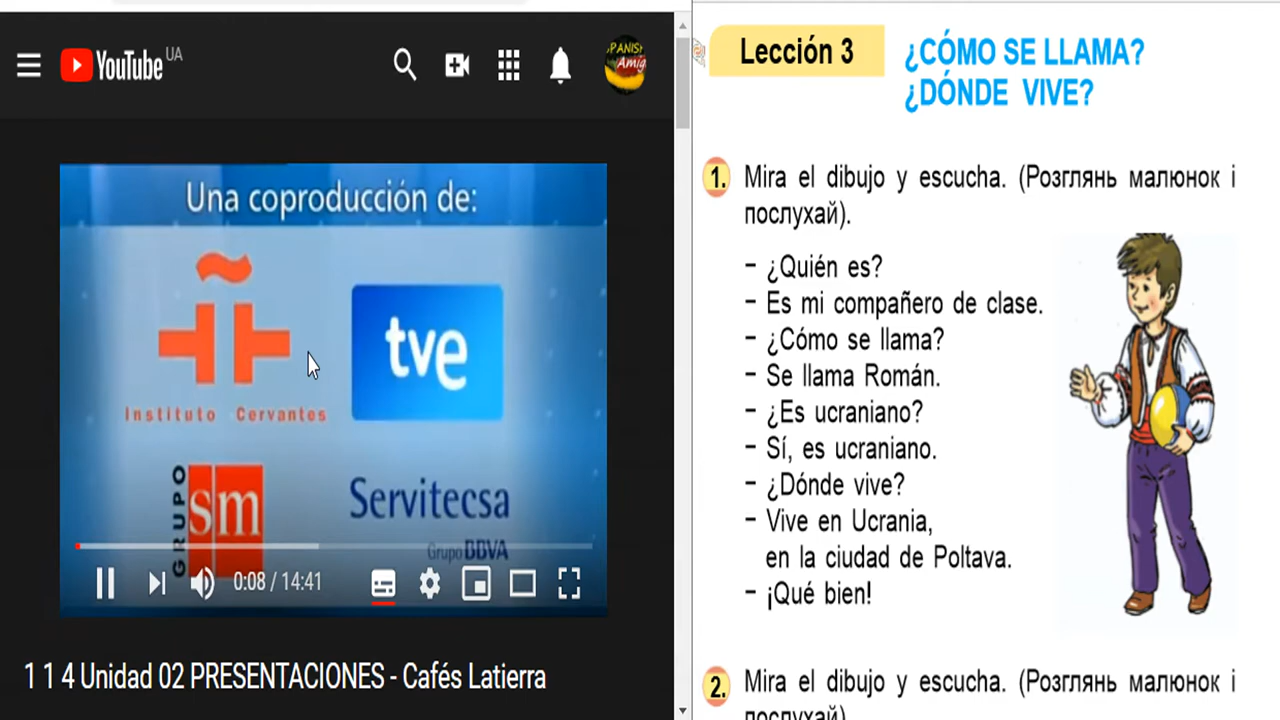 YouTube UA
SPANISH
Amig
Una coproducción de:
tve
Instituto Cervantes
GRUPO sm
Servitecsa
Grupo BBVA
0:08 / 14:41
1 1 4 Unidad 02 PRESENTACIONES - Cafés Latierra
Lección 3
¿CÓMO SE LLAMA?
¿DÓNDE VIVE?
1. Mira el dibujo y escucha. (Розглянь малюнок і
послухай).
– ¿Quién es?
– Es mi compañero de clase.
– ¿Cómo se llama?
– Se llama Román.
– ¿Es ucraniano?
– Sí, es ucraniano.
– ¿Dónde vive?
– Vive en Ucrania,
en la ciudad de Poltava.
– ¡Qué bien!
2. Mira el dibujo y escucha. (Розглянь малюнок і
послухай)